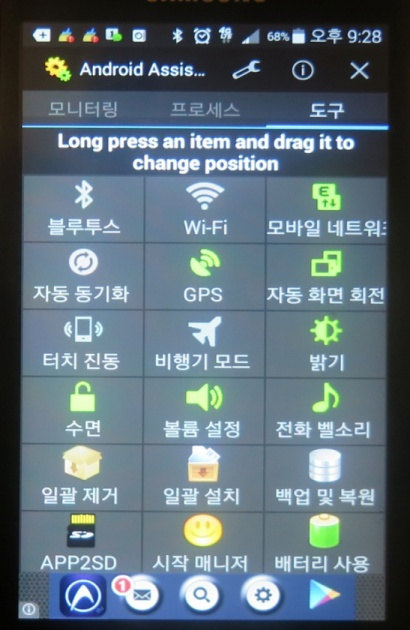 68% 오후 9:28
Android Assis...
모니터링 프로세스 도구
Long press an item and drag it to
change position
블루투스 Wi-Fi 모바일 네트워크
자동 동기화 GPS 자동 화면 회전
터치 진동 비행기 모드 밝기
수면 볼륨 설정 전화 벨소리
일괄 제거 일괄 설치 백업 및 복원
APP2SD 시작 매니저 배터리 사용
1